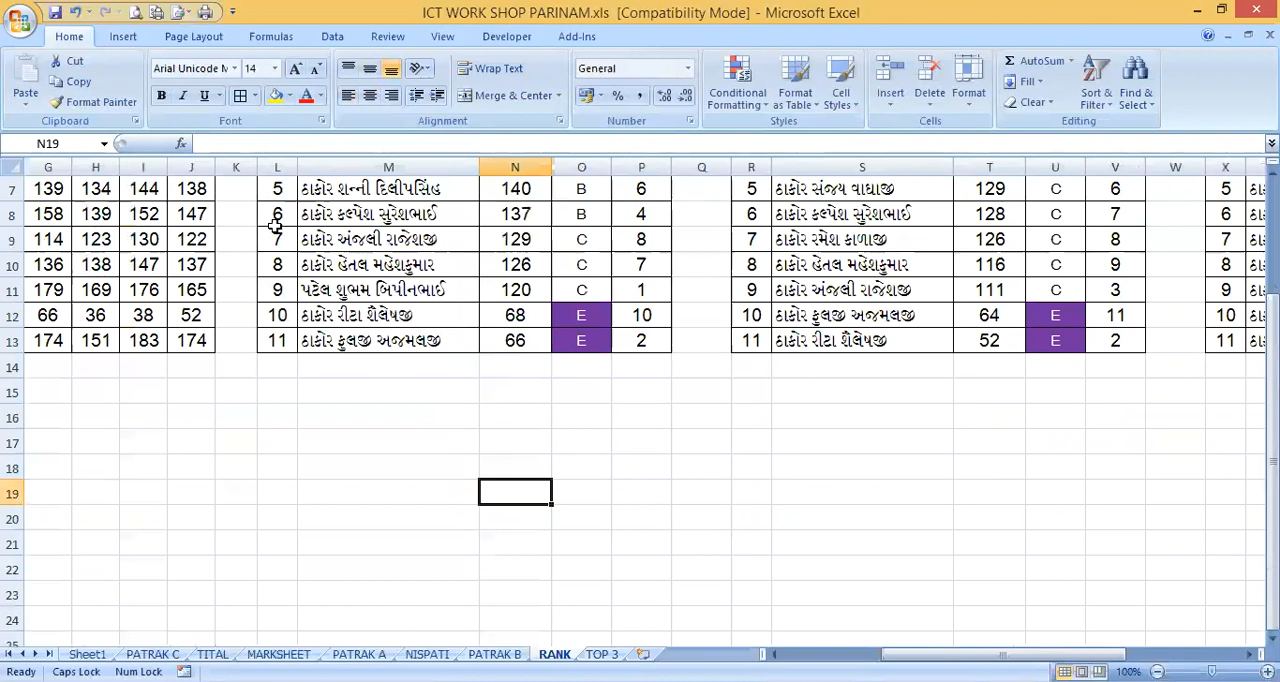 ICT WORK SHOP PARINAM.xls [Compatibility Mode] - Microsoft Excel
Home Insert Page Layout Formulas Data Review View Developer Add-Ins
Paste Cut Copy Format Painter Clipboard
Arial Unicode M 14 A A B I U A Font
Wrap Text Merge & Center Alignment
General % , Number
Conditional Formatting Format as Table Cell Styles Styles
Insert Delete Format Cells
Σ AutoSum Fill Clear Sort & Filter Find & Select Editing
N19 fx
G H I J K L M N O P Q R S T U V W X
7 139 134 144 138 5 ઠાકોર શન્ની દિલીપસિંહ 140 B 6 5 ઠાકોર સંજય વાઘાજી 129 C 6 5 ઠા
8 158 139 152 147 6 ઠાકોર કલ્પેશ સુરેશભાઈ 137 B 4 6 ઠાકોર કલ્પેશ સુરેશભાઈ 128 C 7 6 ઠા
9 114 123 130 122 7 ઠાકોર અંજલી રાજેશજી 129 C 8 7 ઠાકોર રમેશ કાળાજી 126 C 8 7 ઠા
10 136 138 147 137 8 ઠાકોર હેતલ મહેશકુમાર 126 C 7 8 ઠાકોર હેતલ મહેશકુમાર 116 C 9 8 ઠા
11 179 169 176 165 9 પટેલ શુભમ બિપીનભાઈ 120 C 1 9 ઠાકોર અંજલી રાજેશજી 111 C 3 9 ઠા
12 66 36 38 52 10 ઠાકોર રીટા શૈલેષજી 68 E 10 10 ઠાકોર ફુલજી અજમલજી 64 E 11 10 ઠા
13 174 151 183 174 11 ઠાકોર ફુલજી અજમલજી 66 E 2 11 ઠાકોર રીટા શૈલેષજી 52 E 2 11 ઠા
14
15
16
17
18
19
20
21
22
23
24
25
Sheet1 PATRAK C TITAL MARKSHEET PATRAK A NISPATI PATRAK B RANK TOP 3
Ready Caps Lock Num Lock 100%